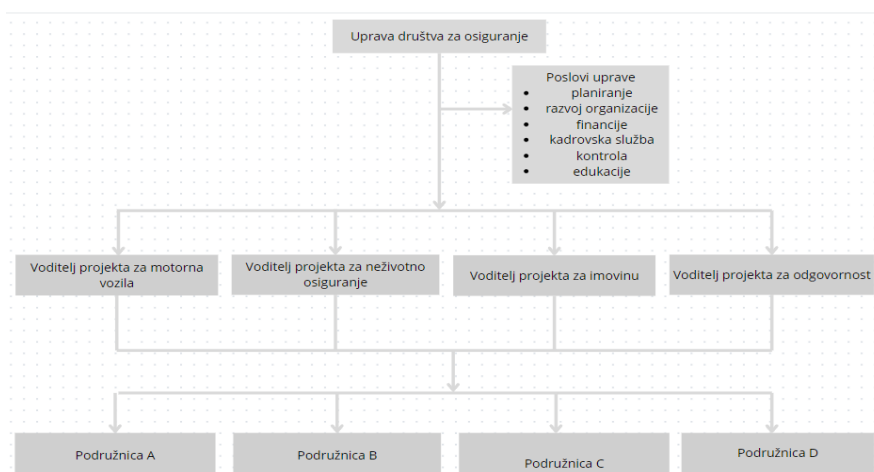 Uprava društva za osiguranje
Poslovi uprave
planiranje
razvoj organizacije
financije
kadrovska služba
kontrola
edukacije
Voditelj projekta za motorna
vozila
Voditelj projekta za neživotno
osiguranje
Voditelj projekta za imovinu
Voditelj projekta za odgovornost
Podružnica A
Podružnica B
Podružnica C
Podružnica D